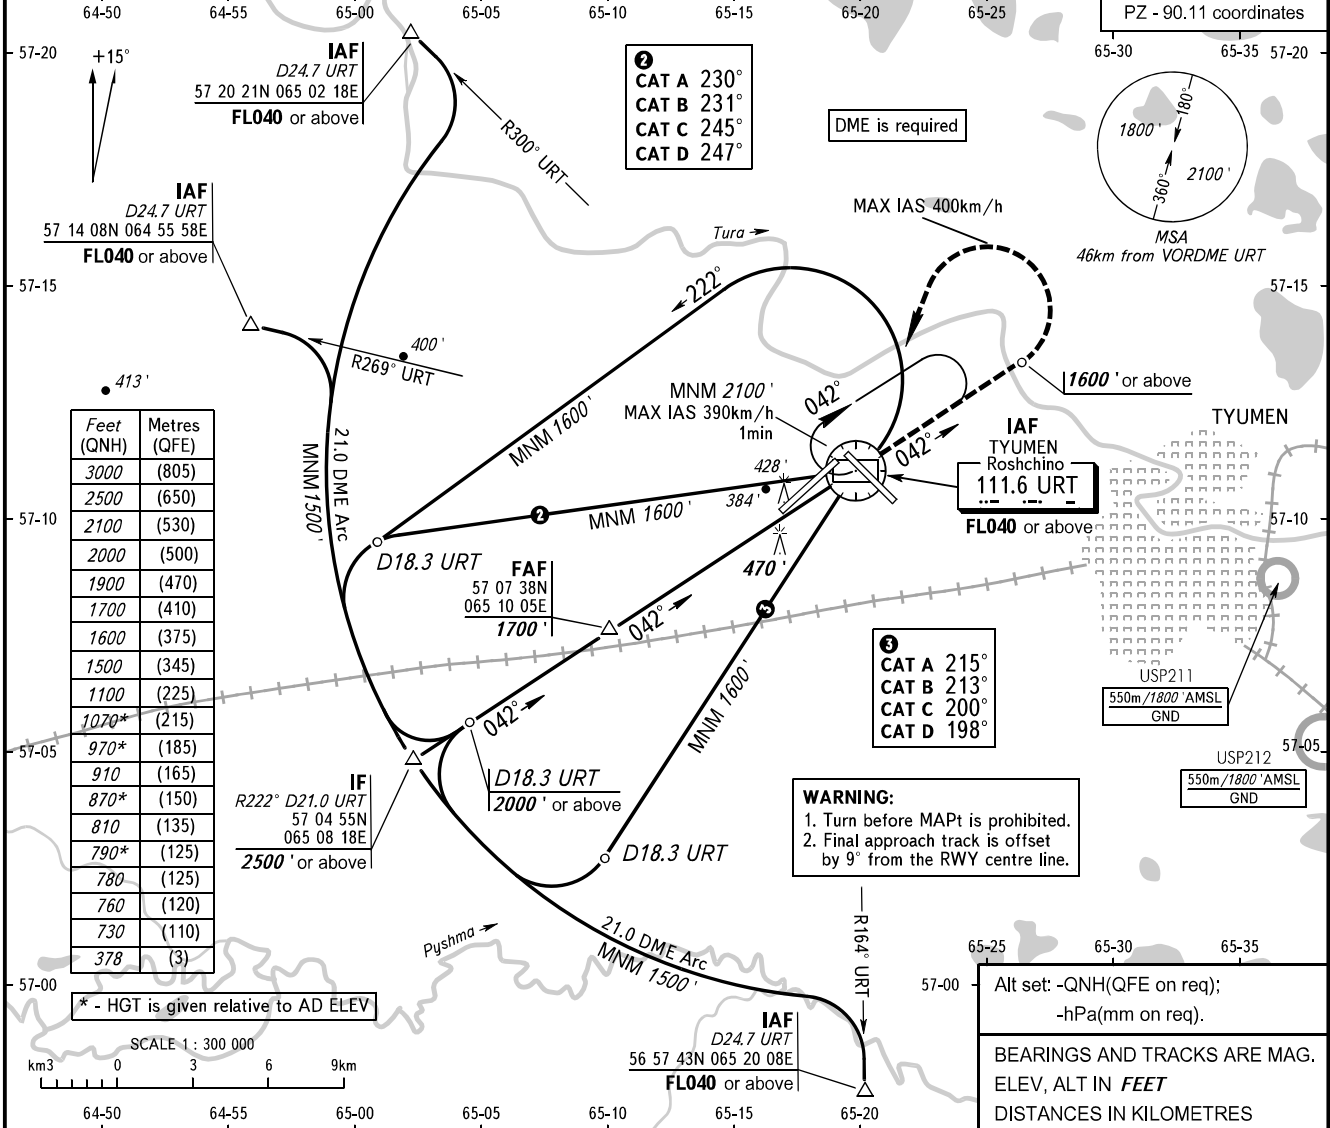 64-50
64-55
65-00
65-05
65-10
65-15
65-20
65-25
PZ - 90.11 coordinates
65-30
65-35
57-20
57-20
+15°
IAF
D24.7 URT
57 20 21N 065 02 18E
FL040 or above
R300° URT
2
CAT A 230°
CAT B 231°
CAT C 245°
CAT D 247°
DME is required
1800'
180°
2100'
360°
MSA
46km from VORDME URT
IAF
D24.7 URT
57 14 08N 064 55 58E
FL040 or above
MAX IAS 400km/h
Tura
57-15
57-15
222°
400'
R269° URT
413'
MNM 1600'
MNM 2100'
MAX IAS 390km/h
1min
042°
1600' or above
042°
IAF
TYUMEN
Roshchino
111.6 URT
FL040 or above
TYUMEN
Feet Metres
(QNH) (QFE)
3000 (805)
2500 (650)
2100 (530)
2000 (500)
1900 (470)
1700 (410)
1600 (375)
1500 (345)
1100 (225)
1070* (215)
970* (185)
910 (165)
870* (150)
810 (135)
790* (125)
780 (125)
760 (120)
730 (110)
378 (3)
* - HGT is given relative to AD ELEV
21.0 DME Arc
MNM1500'
428'
384'
2
MNM 1600'
57-10
57-10
D18.3 URT
470'
FAF
57 07 38N
065 10 05E
1700'
042°
3
MNM 1600'
3
CAT A 215°
CAT B 213°
CAT C 200°
CAT D 198°
USP211
550m/1800'AMSL
GND
57-05
57-05
USP212
550m/1800'AMSL
GND
042°
D18.3 URT
2000' or above
IF
R222° D21.0 URT
57 04 55N
065 08 18E
2500' or above
D18.3 URT
WARNING:
1. Turn before MAPt is prohibited.
2. Final approach track is offset
by 9° from the RWY centre line.
Pyshma
21.0 DME Arc
MNM 1500'
R164° URT
65-25
65-30
65-35
57-00
57-00
IAF
D24.7 URT
56 57 43N 065 20 08E
FL040 or above
Alt set: -QNH(QFE on req);
-hPa(mm on req).
BEARINGS AND TRACKS ARE MAG.
ELEV, ALT IN FEET
DISTANCES IN KILOMETRES
SCALE 1 : 300 000
km3 0 3 6 9km
64-50
64-55
65-00
65-05
65-10
65-15
65-20